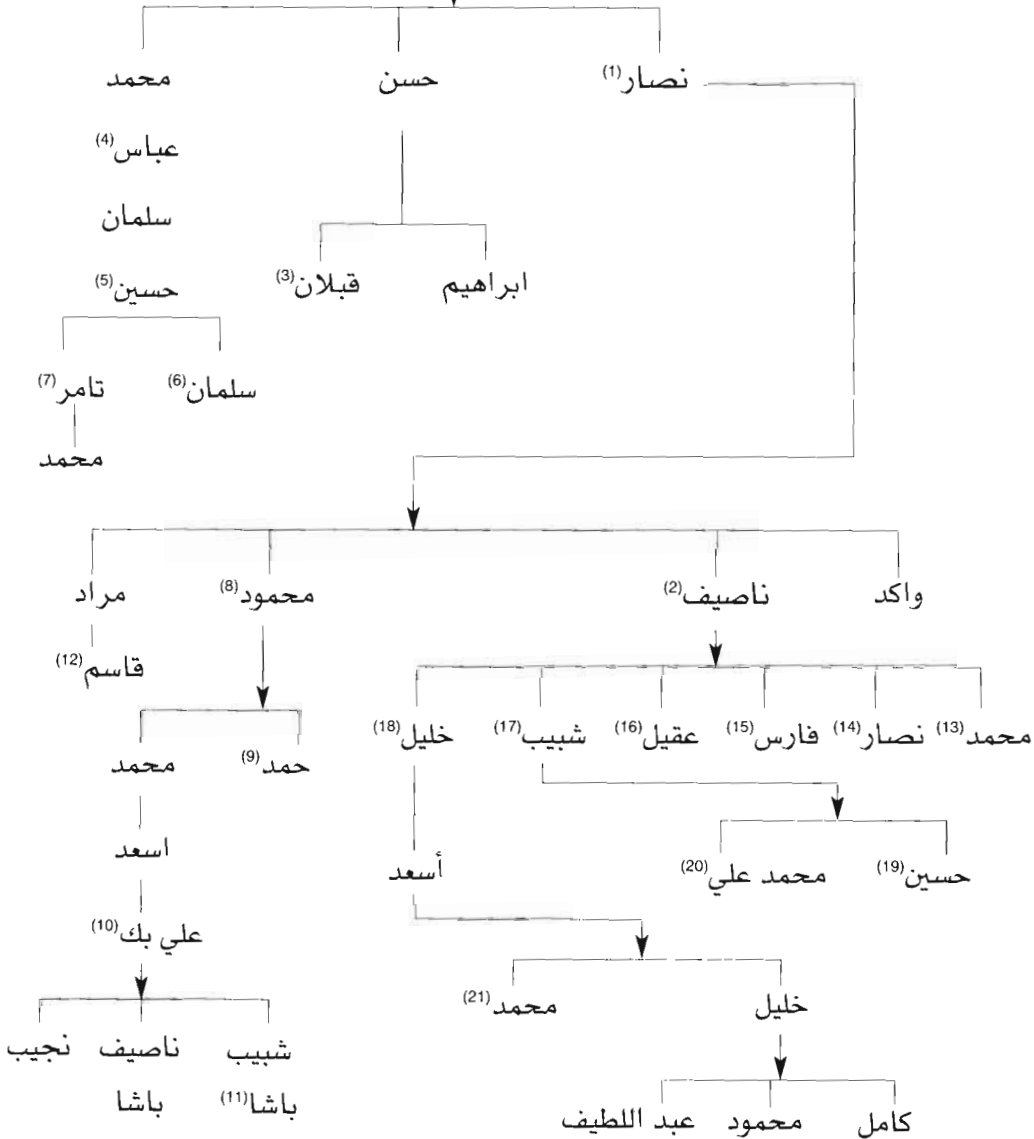 نصار(1) حسن محمد
عباس(4)
سلمان
ابراهيم قبلان(3) حسين(5)
سلمان(6) تامر(7)
محمد
واكد ناصيف(2) محمود(8) مراد
قاسم(12)
محمد(13) نصار(14) فارس(15) عقيل(16) شبيب(17) خليل(18) حمد(9) محمد
اسعد
حسين(19) محمد علي(20) أسعد
علي بك(10)
خليل محمد(21)
شبيب ناصيف نجيب
باشا(11) باشا
كامل محمود عبد اللطيف